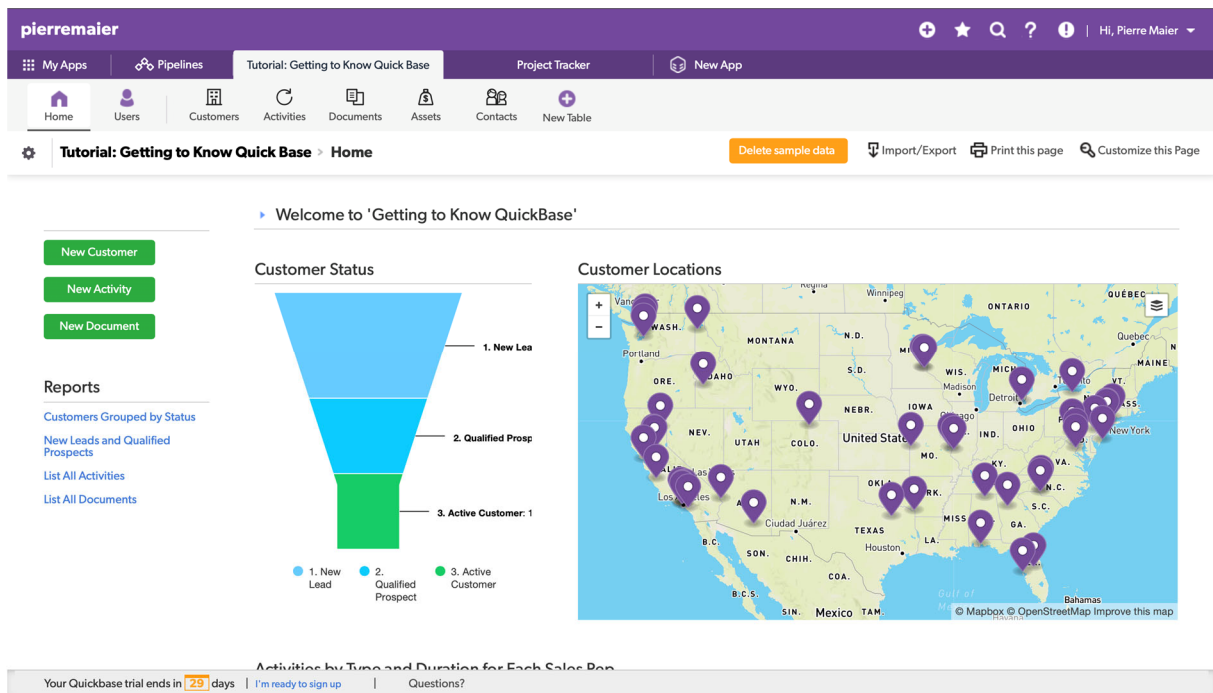 pierremaier
Hi, Pierre Maier
My Apps
Pipelines
Tutorial: Getting to Know Quick Base
Project Tracker
New App
Home
Users
Customers
Activities
Documents
Assets
Contacts
New Table
Tutorial: Getting to Know Quick Base > Home
Delete sample data
Import/Export
Print this page
Customize this Page
New Customer
New Activity
New Document
Reports
Customers Grouped by Status
New Leads and Qualified
Prospects
List All Activities
List All Documents
Welcome to 'Getting to Know QuickBase'
Customer Status
1. New Lea
2. Qualified Prosp
3. Active Customer: 1
1. New
Lead
2.
Qualified
Prospect
3. Active
Customer
Customer Locations
+
−
Regina
Winnipeg
ONTARIO
QUÉBEC
WASH.
MONTANA
N.D.
Quebec
Portland
MAINE
ORE.
S.D.
WIS.
MICH
VT.
WYO.
Madison
Detroit
NEBR.
IOWA
NEV.
UTAH
COLO.
United State
IND.
OHIO
New York
MO.
KY.
VA.
N.C.
N.M.
S.C.
MISS
GA.
Ciudad Juárez
TEXAS
LA.
Houston
B.C.
SON.
CHIH.
COA.
B.C.S.
Gulf of
Bahamas
SIN.
Mexico
TAM.
Havana
© Mapbox © OpenStreetMap Improve this map
Activities by Type and Duration for Each Sales Rep
Your Quickbase trial ends in 29 days
I'm ready to sign up
Questions?